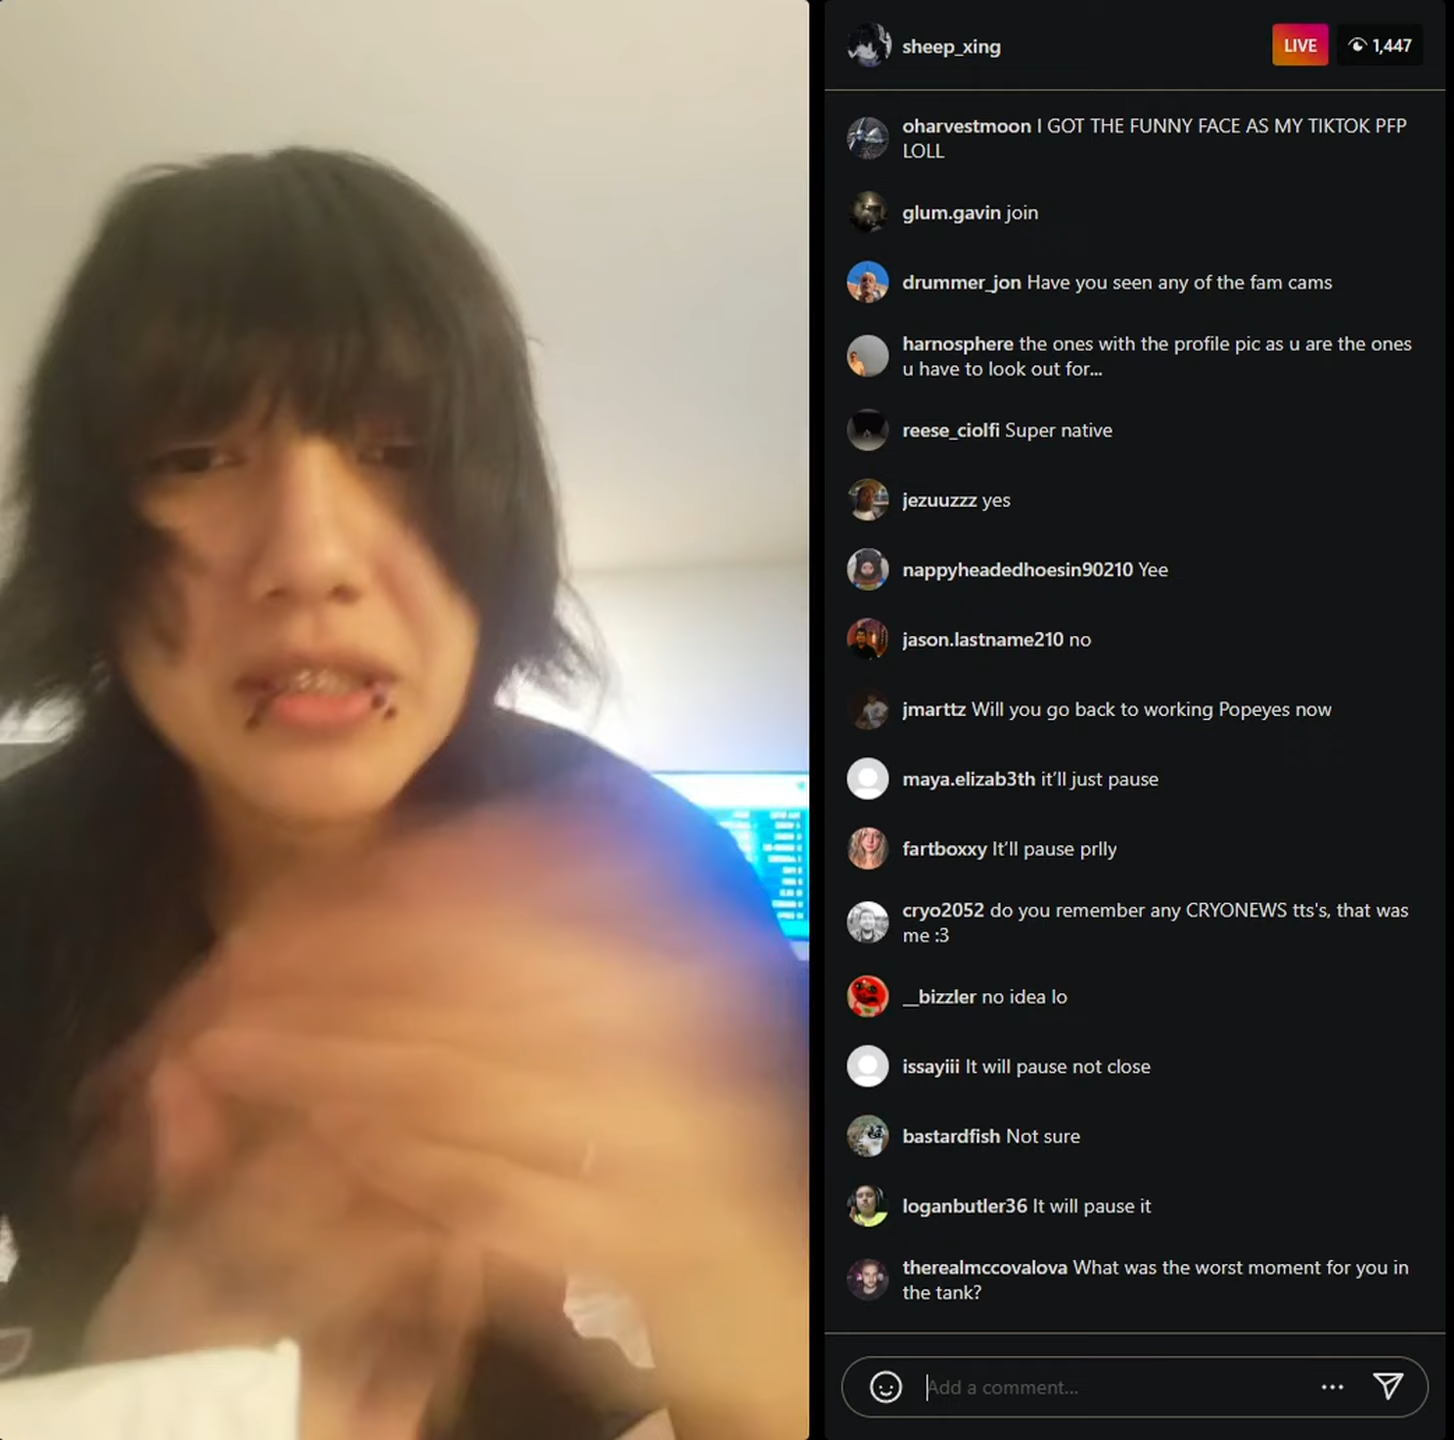 sheep_xing
LIVE
1,447
oharvestmoon I GOT THE FUNNY FACE AS MY TIKTOK PFP
LOLL
glum.gavin join
drummer_jon Have you seen any of the fam cams
harnosphere the ones with the profile pic as u are the ones
u have to look out for...
reese_ciolfi Super native
jezuuzzz yes
nappyheadedhoesin90210 Yee
jason.lastname210 no
jmarttz Will you go back to working Popeyes now
maya.elizab3th it’ll just pause
fartboxxy It’ll pause prlly
cryo2052 do you remember any CRYONEWS tts's, that was
me :3
__bizzler no idea lo
issayiii It will pause not close
bastardfish Not sure
loganbutler36 It will pause it
therealmccovalova What was the worst moment for you in
the tank?
Add a comment...